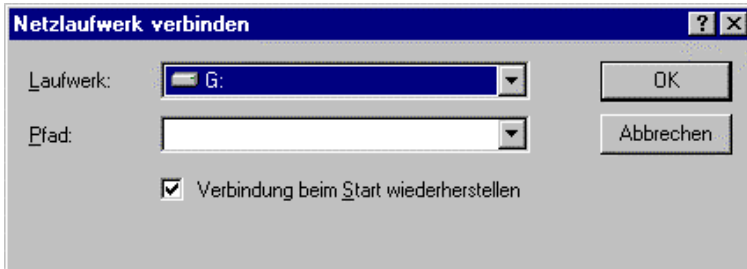 Netzlaufwerk verbinden
Laufwerk: G: OK
Pfad: Abbrechen
Verbindung beim Start wiederherstellen